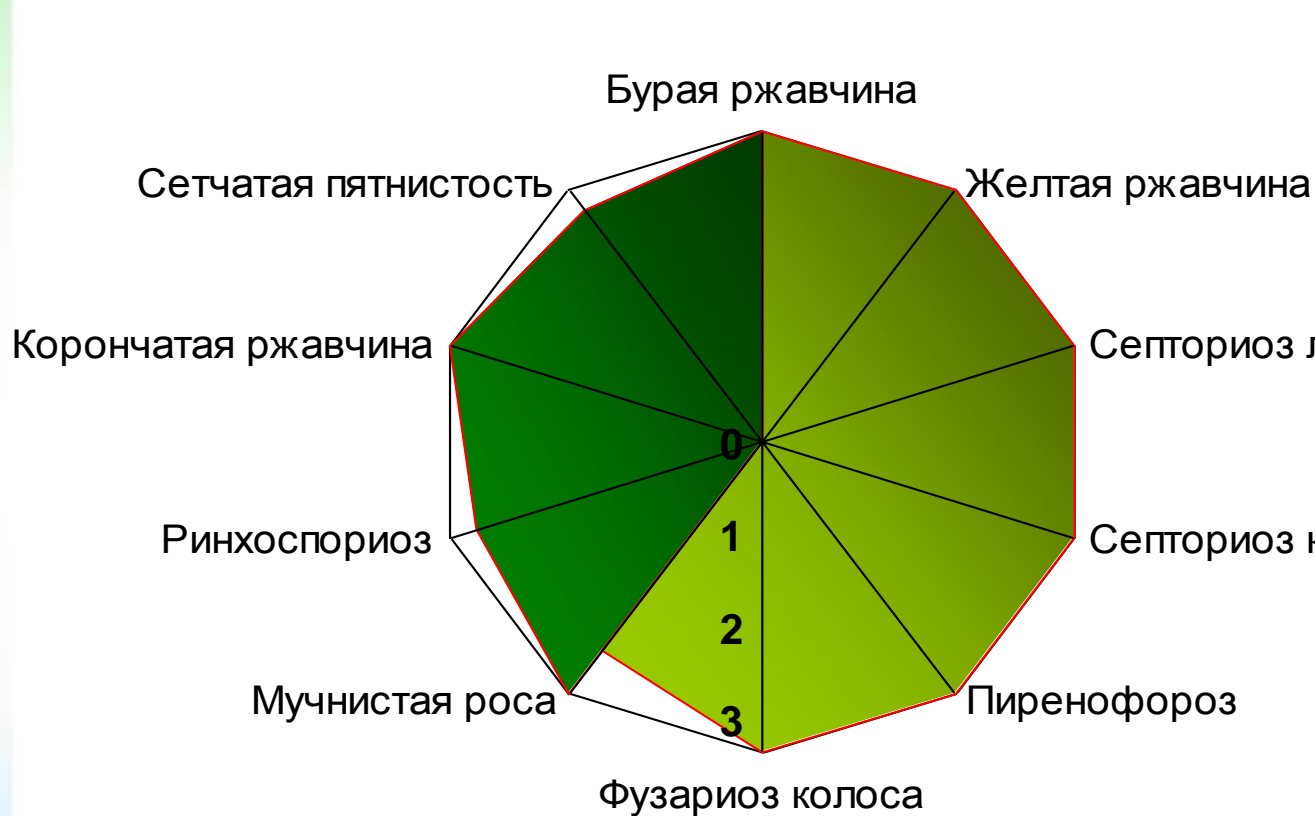 Бурая ржавчина
Сетчатая пятнистость
Желтая ржавчина
Корончатая ржавчина
Септориоз
0
1
Ринхоспориоз
Септориоз
2
Мучнистая роса
Пиренофороз
3
Фузариоз колоса